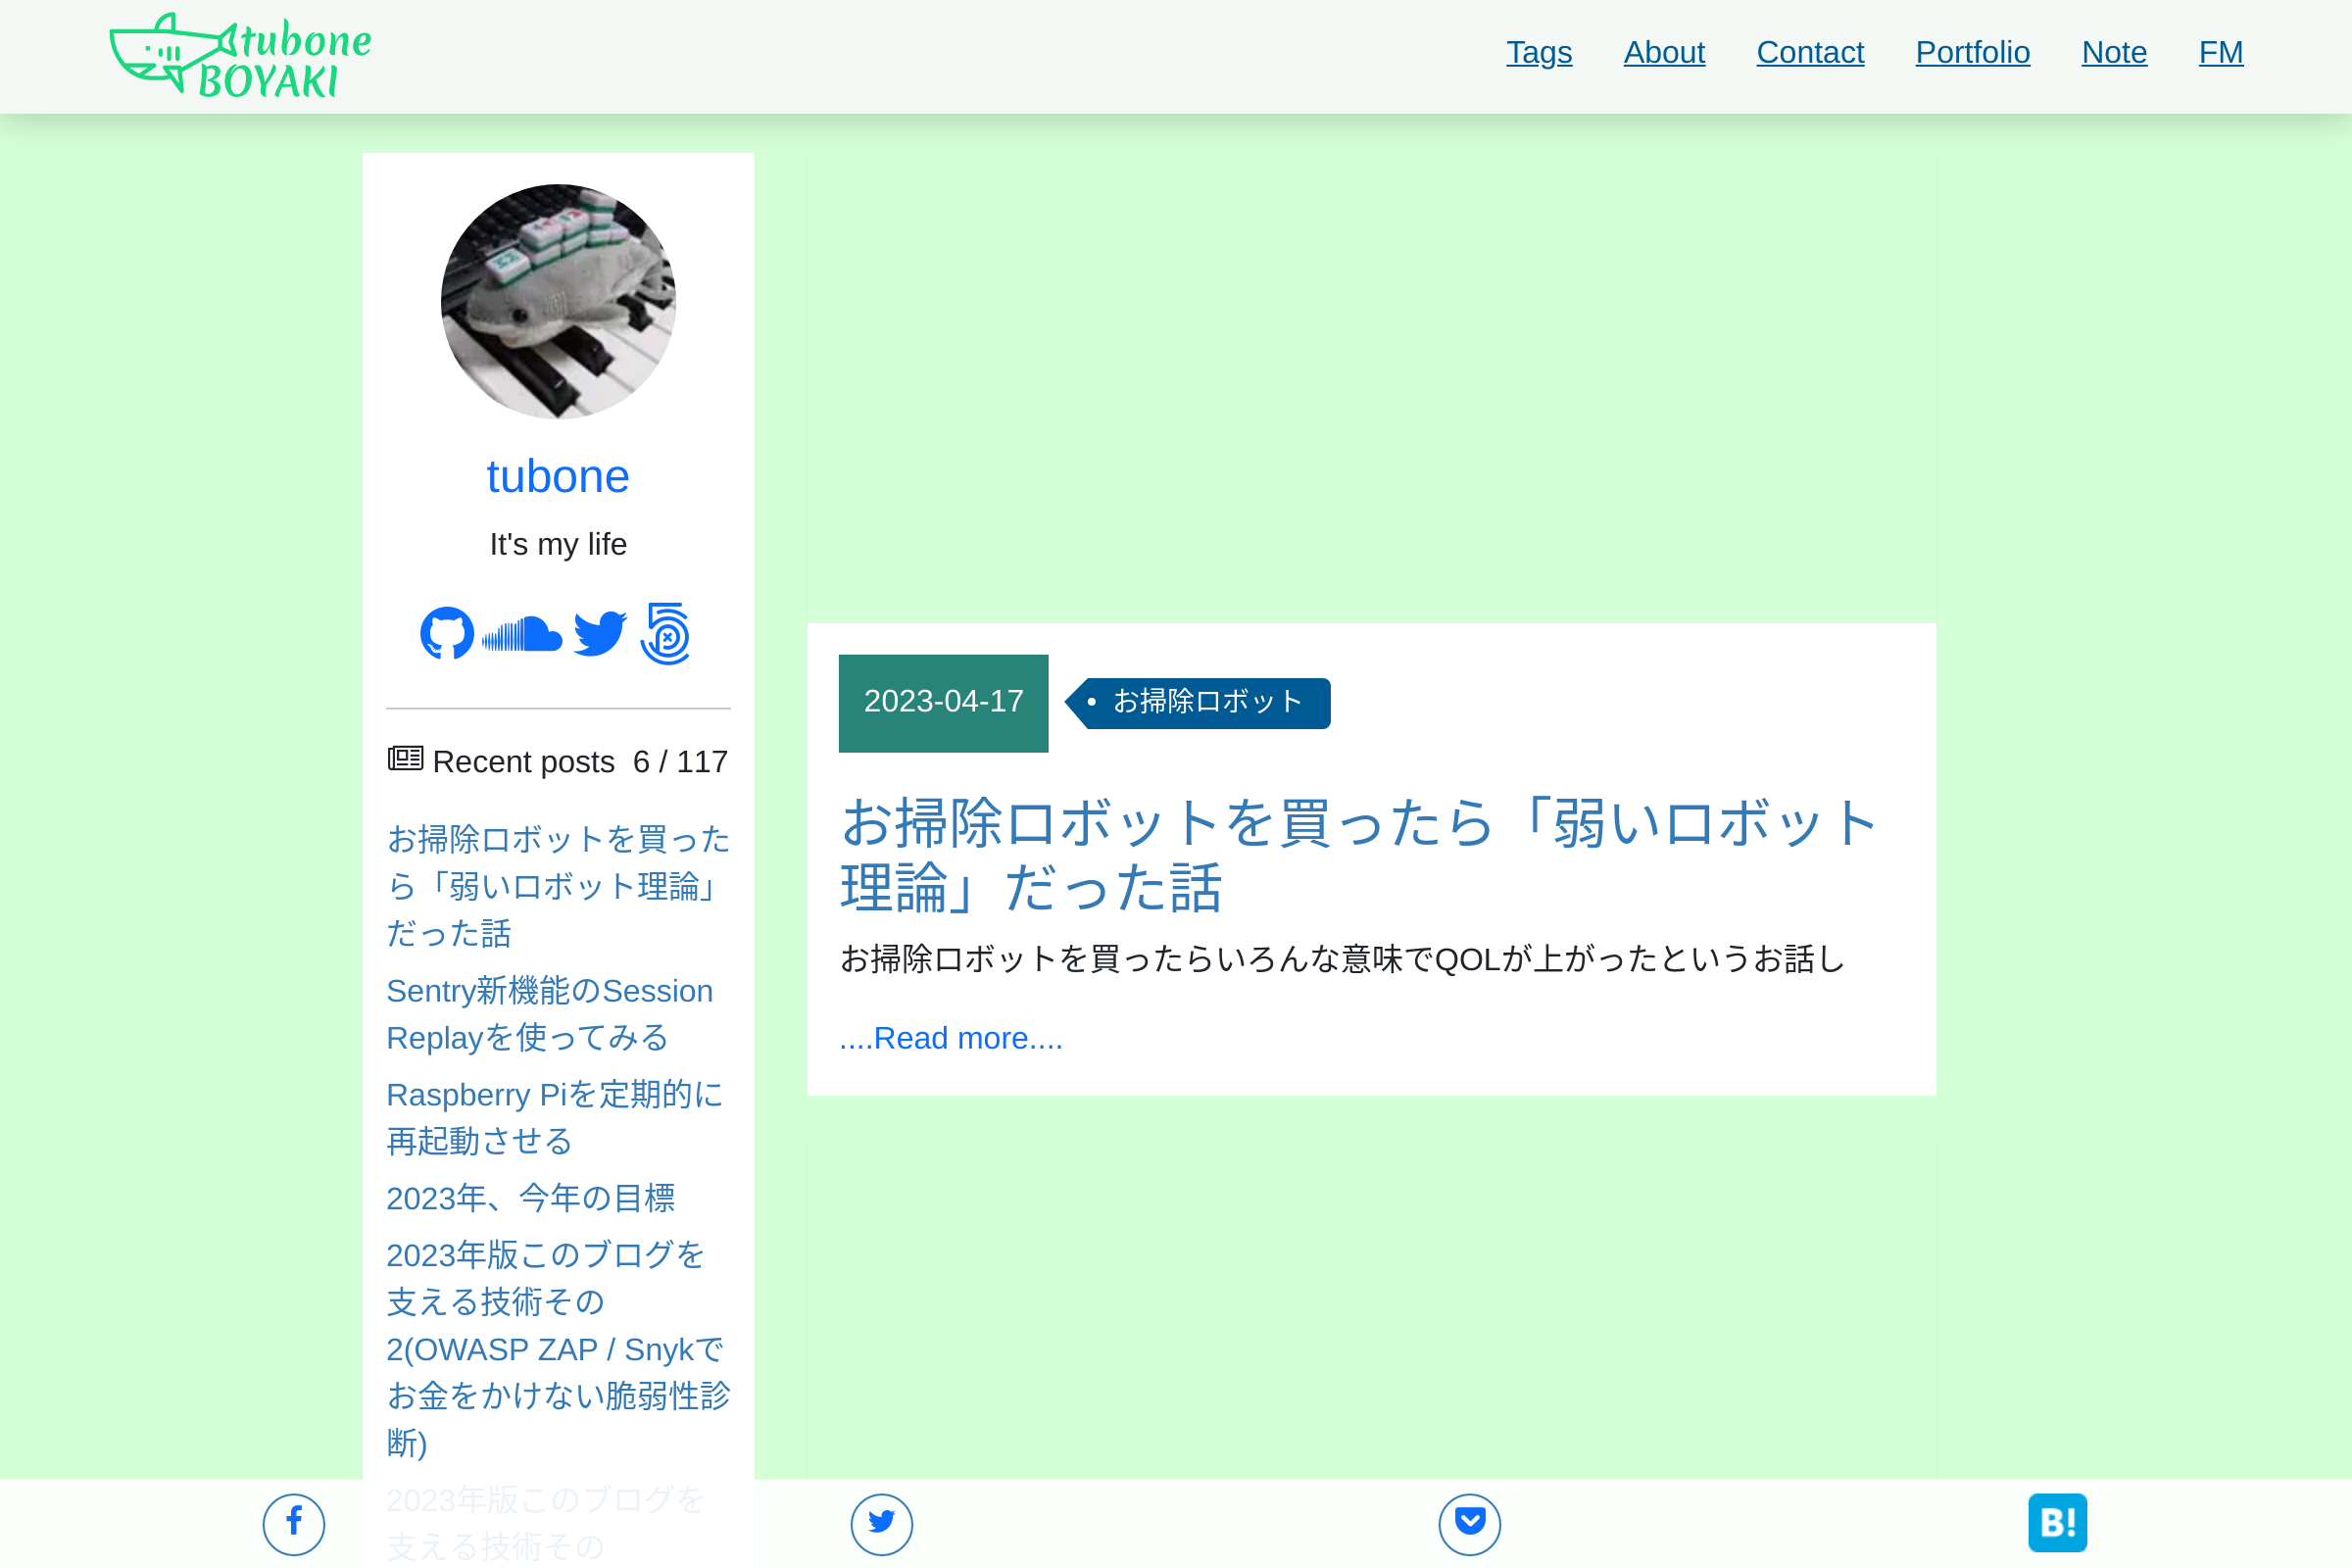 tubone
BOYAKI
Tags About Contact Portfolio Note FM
tubone
It's my life
Recent posts 6 / 117
お掃除ロボットを買った
ら「弱いロボット理論」
だった話
Sentry新機能のSession
Replayを使ってみる
Raspberry Piを定期的に
再起動させる
2023年、今年の目標
2023年版このブログを
支える技術その
2(OWASP ZAP / Snykで
お金をかけない脆弱性診
断)
2023年版このブログを
支える技術その
2023-04-17
お掃除ロボット
お掃除ロボットを買ったら「弱いロボット
理論」だった話
お掃除ロボットを買ったらいろんな意味でQOLが上がったというお話し
....Read more....
B!